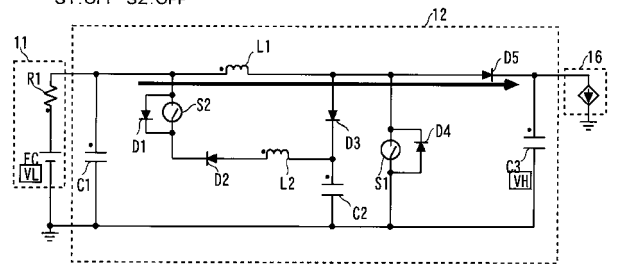 S1:OFF S2:OFF
12
11
L1
D5
16
R1
S2
D1
D3
D4
FC
VL
C1
D2
L2
C2
S1
C3
VH